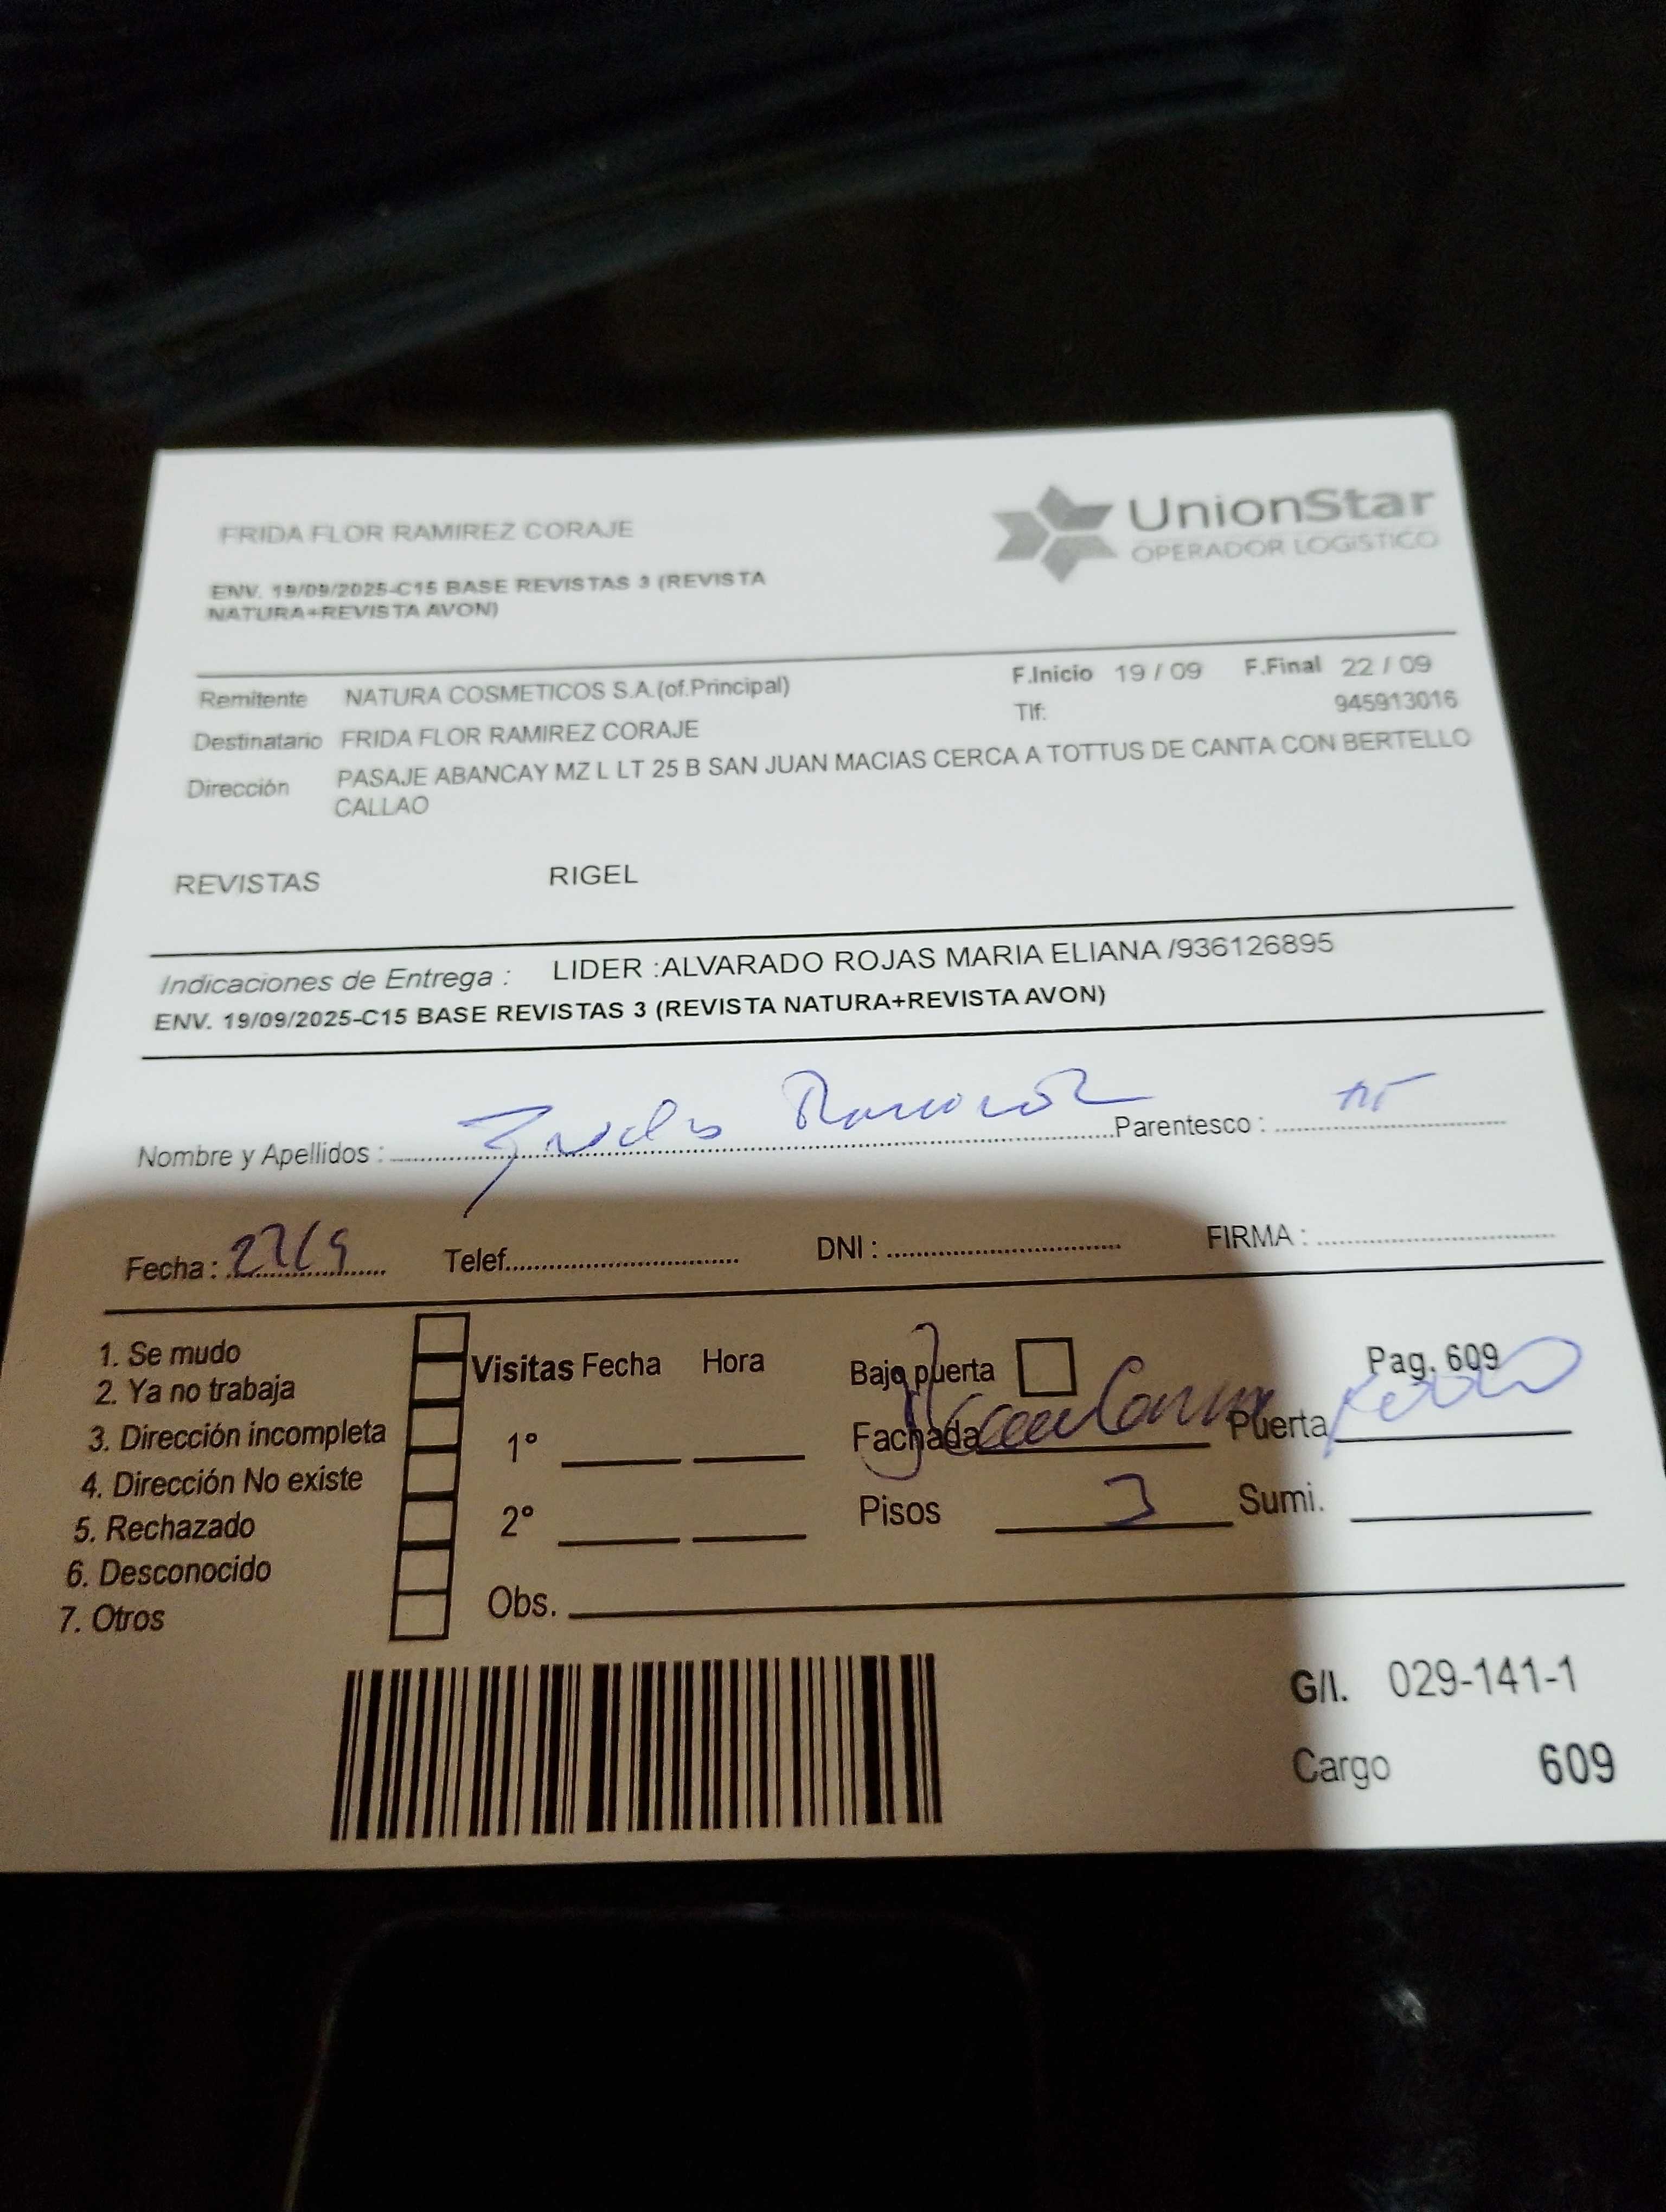 FRIDA FLOR RAMIREZ CORAJE
UnionStar
OPERADOR LOGISTICO
ENV. 19/09/2025-C15 BASE REVISTAS 3 (REVISTA
NATURA+REVISTA AVON)
Remitente NATURA COSMETICOS S.A.(of.Principal) F.Inicio 19 / 09 F.Final 22 / 09
Destinatario FRIDA FLOR RAMIREZ CORAJE Tlf: 945913016
Dirección PASAJE ABANCAY MZ L LT 25 B SAN JUAN MACIAS CERCA A TOTTUS DE CANTA CON BERTELLO
CALLAO
REVISTAS RIGEL
Indicaciones de Entrega : LIDER :ALVARADO ROJAS MARIA ELIANA /936126895
ENV. 19/09/2025-C15 BASE REVISTAS 3 (REVISTA NATURA+REVISTA AVON)
Nombre y Apellidos : Parentesco :
Fecha : Telef. DNI : FIRMA :
1. Se mudo
2. Ya no trabaja
3. Dirección incompleta
4. Dirección No existe
5. Rechazado
6. Desconocido
7. Otros
Visitas Fecha Hora
1°
2°
Obs.
Bajo puerta Pag. 609
Fachada Puerta
Pisos 3 Sumi.
G/I. 029-141-1
Cargo 609